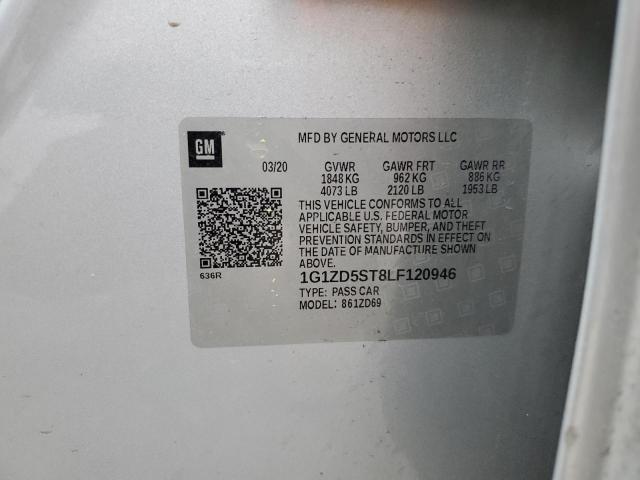 GM
MFD BY GENERAL MOTORS LLC
03/20 GVWR GAWR FRT GAWR RR
1848 KG 962 KG 886 KG
4073 LB 2120 LB 1953 LB
THIS VEHICLE CONFORMS TO ALL
APPLICABLE U.S. FEDERAL MOTOR
VEHICLE SAFETY, BUMPER, AND THEFT
PREVENTION STANDARDS IN EFFECT ON
THE DATE OF MANUFACTURE SHOWN
ABOVE.
636R
1G1ZD5ST8LF120946
TYPE: PASS CAR
MODEL: 861ZD69